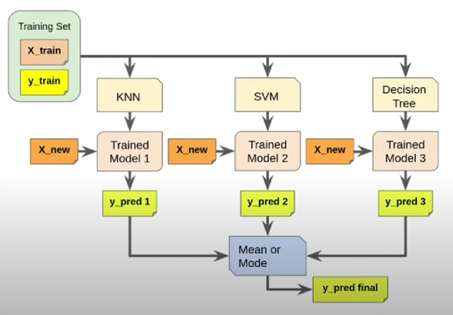 Training Set
X_train
y_train
KNN
SVM
Decision
Tree
X_new
Trained
Model 1
X_new
Trained
Model 2
X_new
Trained
Model 3
y_pred 1
y_pred 2
y_pred 3
Mean or
Mode
y_pred final